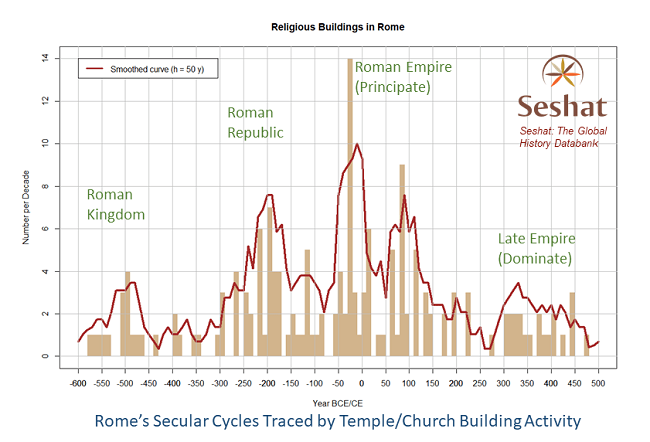 Religious Buildings in Rome
Smoothed curve (h = 50 y)
Roman Empire
(Principate)
Roman
Republic
Roman
Kingdom
Late Empire
(Dominate)
Seshat
Seshat: The Global
History Databank
Number per Decade
14
12
10
8
6
4
2
0
-600 -550 -500 -450 -400 -350 -300 -250 -200 -150 -100 -50 0 50 100 150 200 250 300 350 400 450 500
Year BCE/CE
Rome's Secular Cycles Traced by Temple/Church Building Activity